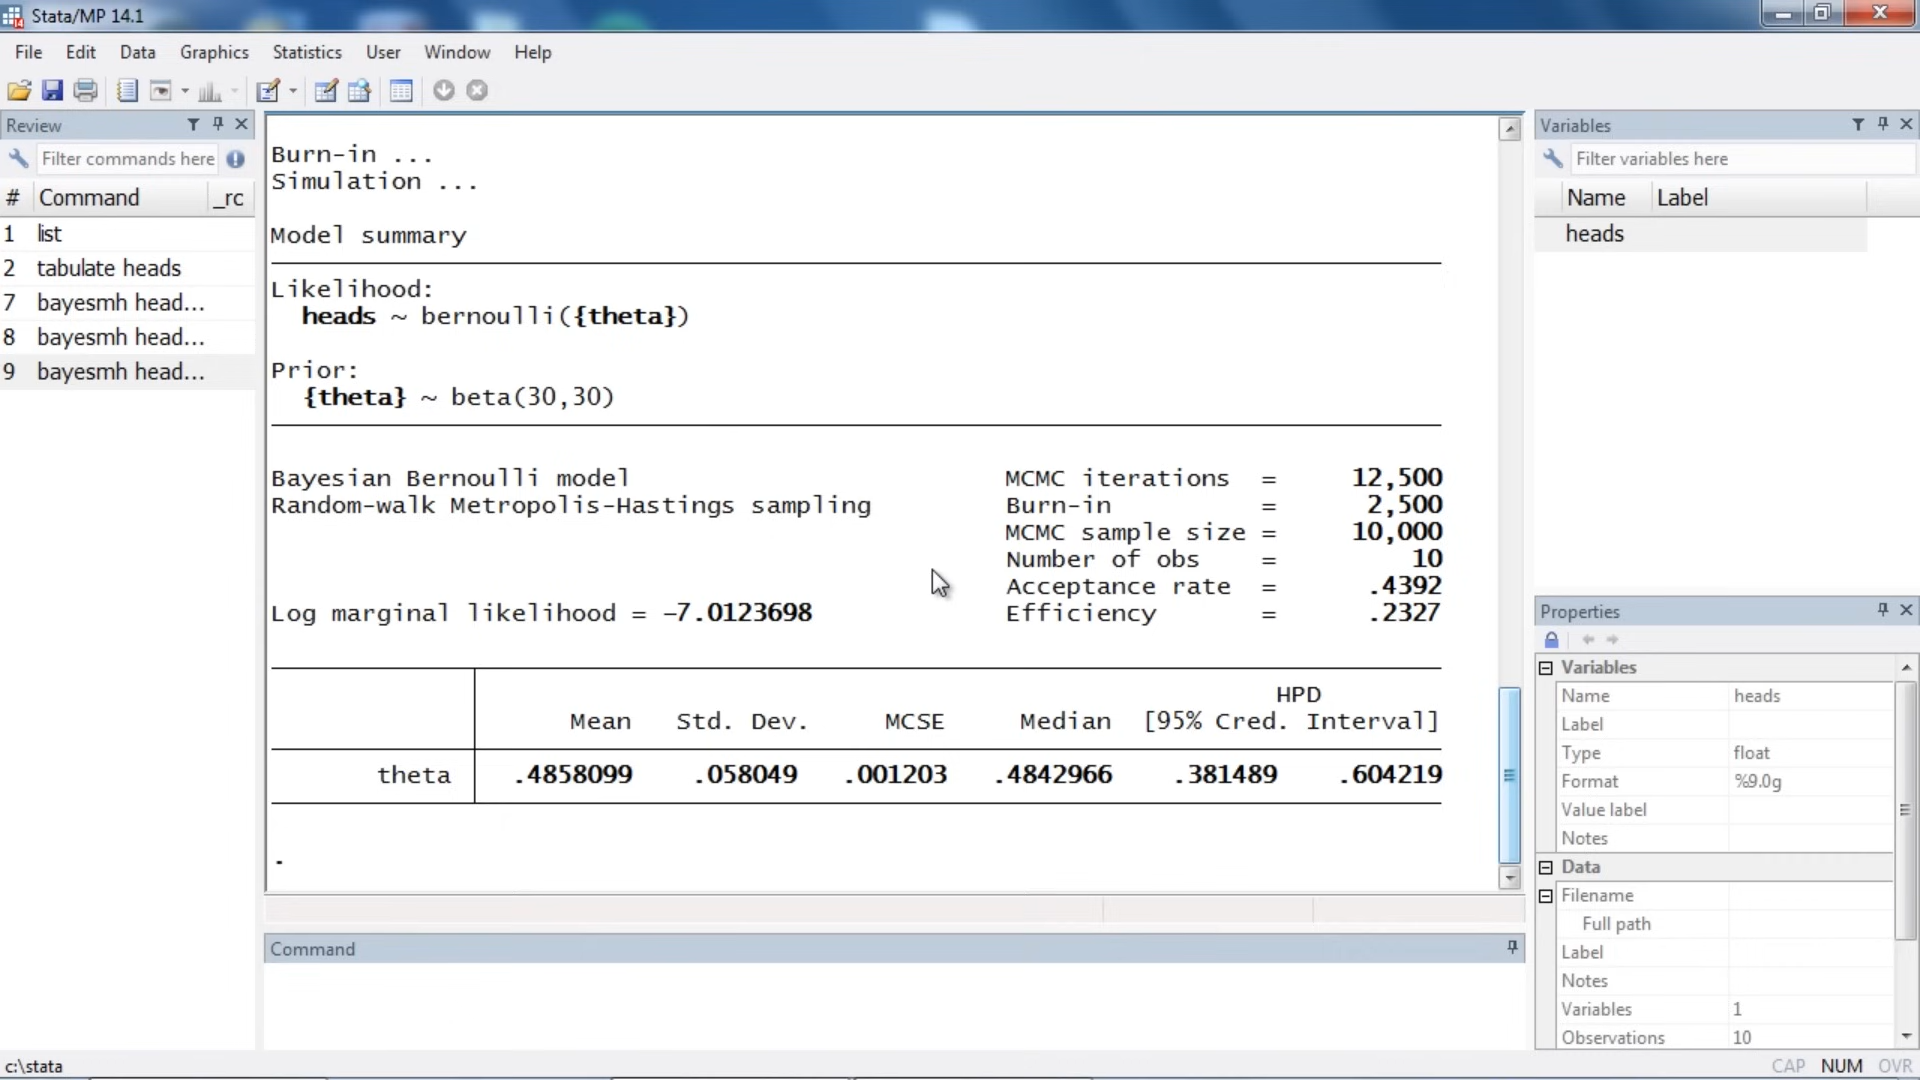 Stata/MP 14.1
File Edit Data Graphics Statistics User Window Help
Review
Filter commands here
# Command _rc
1 list
2 tabulate heads
7 bayesmh head...
8 bayesmh head...
9 bayesmh head...
Burn-in ...
Simulation ...
Model summary
Likelihood:
heads ~ bernoulli({theta})
Prior:
{theta} ~ beta(30,30)
Bayesian Bernoulli model MCMC iterations = 12,500
Random-walk Metropolis-Hastings sampling Burn-in = 2,500
MCMC sample size = 10,000
Number of obs = 10
Acceptance rate = .4392
Log marginal likelihood = -7.0123698 Efficiency = .2327
HPD
Mean Std. Dev. MCSE Median [95% Cred. Interval]
theta .4858099 .058049 .001203 .4842966 .381489 .604219
.
Command
Variables
Filter variables here
Name Label
heads
Properties
Variables
Name heads
Label
Type float
Format %9.0g
Value label
Notes
Data
Filename
Full path
Label
Notes
Variables 1
Observations 10
c:\stata
CAP NUM OVR